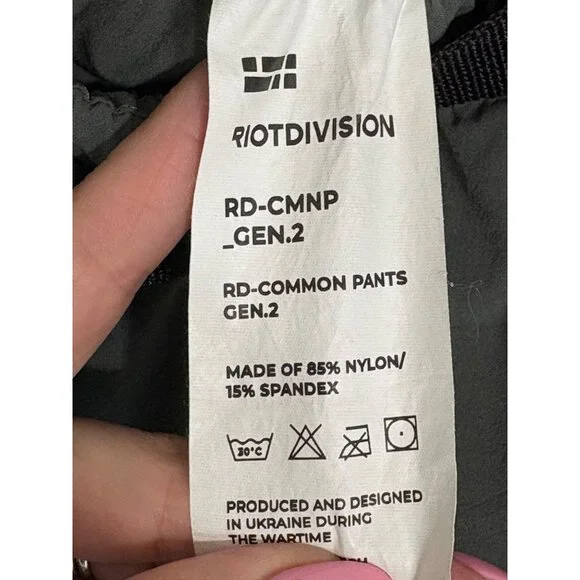 RIOTDIVISION
RD-CMNP
_GEN.2
RD-COMMON PANTS
GEN.2
MADE OF 85% NYLON/
15% SPANDEX
30°C
PRODUCED AND DESIGNED
IN UKRAINE DURING
THE WARTIME